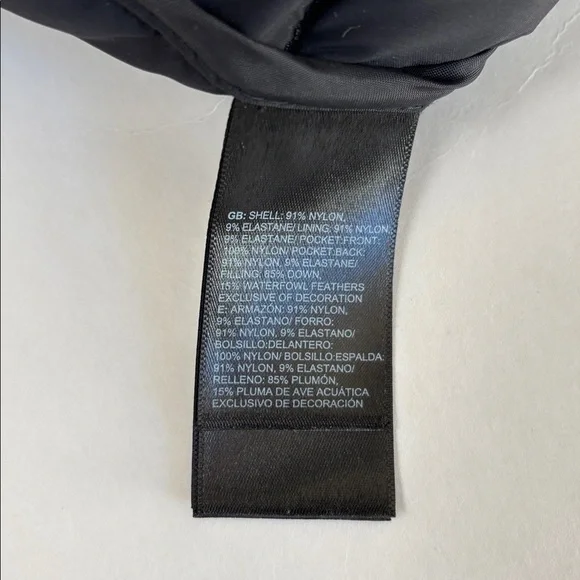 GB: SHELL: 91% NYLON,
9% ELASTANE/ LINING: 91% NYLON,
9% ELASTANE/ POCKET:FRONT:
100% NYLON/ POCKET:BACK:
91% NYLON, 9% ELASTANE/
FILLING: 85% DOWN,
15% WATERFOWL FEATHERS
EXCLUSIVE OF DECORATION
E: ARMAZÓN: 91% NYLON,
9% ELASTANO/ FORRO:
91% NYLON, 9% ELASTANO/
BOLSILLO:DELANTERO:
100% NYLON/ BOLSILLO:ESPALDA:
91% NYLON, 9% ELASTANO/
RELLENO: 85% PLUMÓN,
15% PLUMA DE AVE ACUÁTICA
EXCLUSIVO DE DECORACIÓN